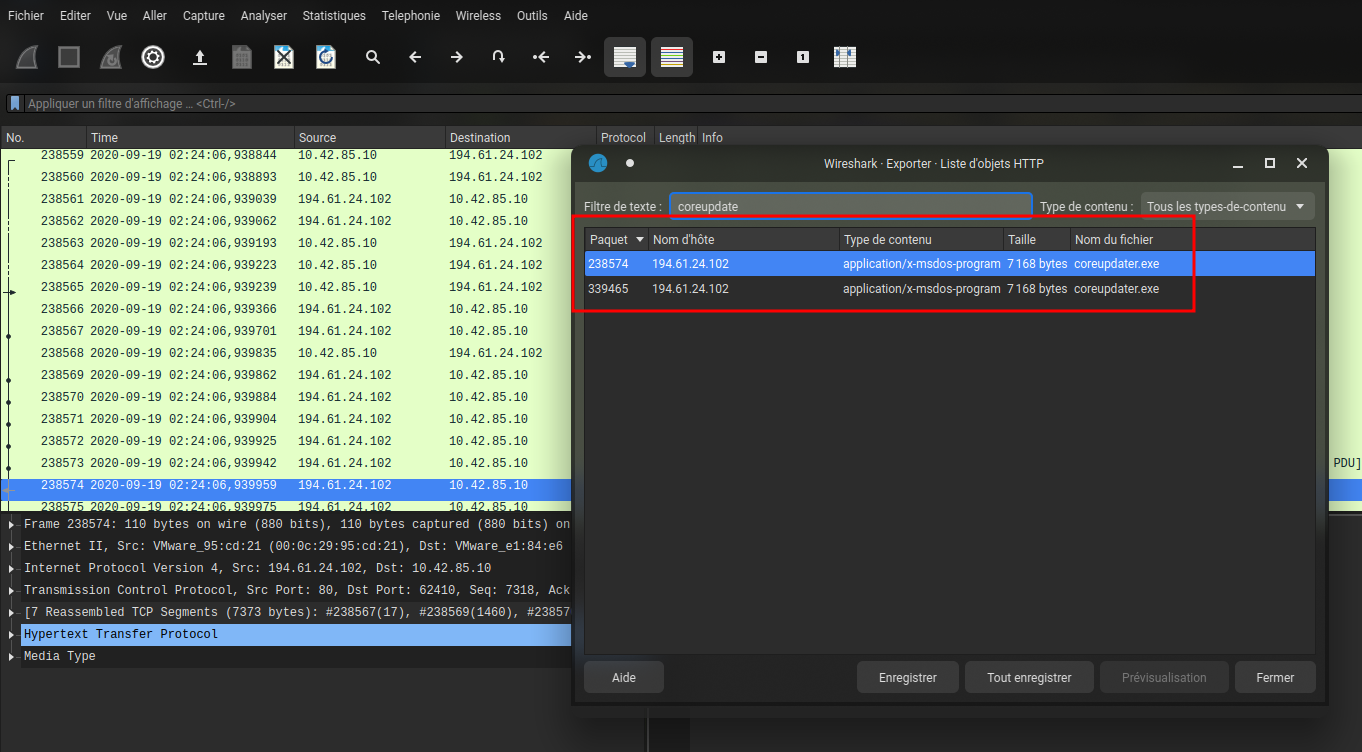 Fichier Editer Vue Aller Capture Analyser Statistiques Telephonie Wireless Outils Aide
Appliquer un filtre d'affichage … <Ctrl-/>
No. Time Source Destination Protocol Length Info
238559 2020-09-19 02:24:06,938844 10.42.85.10 194.61.24.102
238560 2020-09-19 02:24:06,938893 10.42.85.10 194.61.24.102
238561 2020-09-19 02:24:06,939039 194.61.24.102 10.42.85.10
238562 2020-09-19 02:24:06,939062 194.61.24.102 10.42.85.10
238563 2020-09-19 02:24:06,939193 10.42.85.10 194.61.24.102
238564 2020-09-19 02:24:06,939223 10.42.85.10 194.61.24.102
238565 2020-09-19 02:24:06,939239 10.42.85.10 194.61.24.102
238566 2020-09-19 02:24:06,939366 194.61.24.102 10.42.85.10
238567 2020-09-19 02:24:06,939701 194.61.24.102 10.42.85.10
238568 2020-09-19 02:24:06,939835 10.42.85.10 194.61.24.102
238569 2020-09-19 02:24:06,939862 194.61.24.102 10.42.85.10
238570 2020-09-19 02:24:06,939884 194.61.24.102 10.42.85.10
238571 2020-09-19 02:24:06,939904 194.61.24.102 10.42.85.10
238572 2020-09-19 02:24:06,939925 194.61.24.102 10.42.85.10
238573 2020-09-19 02:24:06,939942 194.61.24.102 10.42.85.10 PDU]
238574 2020-09-19 02:24:06,939959 194.61.24.102 10.42.85.10
238575 2020-09-19 02:24:06,939975 194.61.24.102 10.42.85.10
Frame 238574: 110 bytes on wire (880 bits), 110 bytes captured (880 bits) on
Ethernet II, Src: VMware_95:cd:21 (00:0c:29:95:cd:21), Dst: VMware_e1:84:e6
Internet Protocol Version 4, Src: 194.61.24.102, Dst: 10.42.85.10
Transmission Control Protocol, Src Port: 80, Dst Port: 62410, Seq: 7318, Ack
[7 Reassembled TCP Segments (7373 bytes): #238567(17), #238569(1460), #23857
Hypertext Transfer Protocol
Media Type
Wireshark · Exporter · Liste d'objets HTTP
Filtre de texte : coreupdate Type de contenu : Tous les types-de-contenu
Paquet Nom d'hôte Type de contenu Taille Nom du fichier
238574 194.61.24.102 application/x-msdos-program 7 168 bytes coreupdater.exe
339465 194.61.24.102 application/x-msdos-program 7 168 bytes coreupdater.exe
Aide Enregistrer Tout enregistrer Prévisualisation Fermer